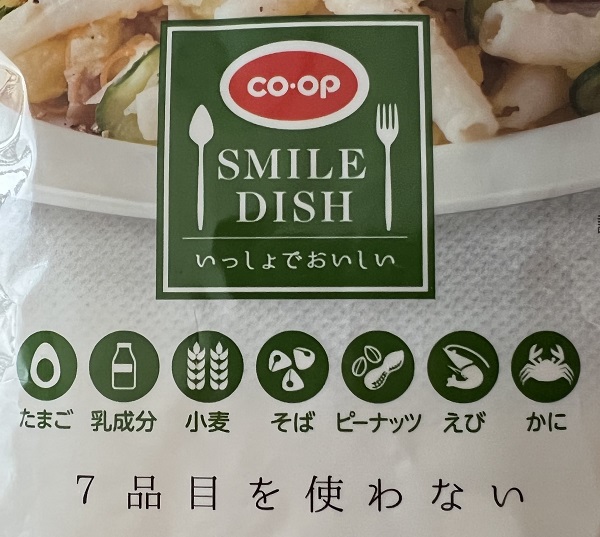 CO·OP
SMILE
DISH
いっしょでおいしい
たまご 乳成分 小麦 そば ピーナッツ えび かに
7品目を使わない